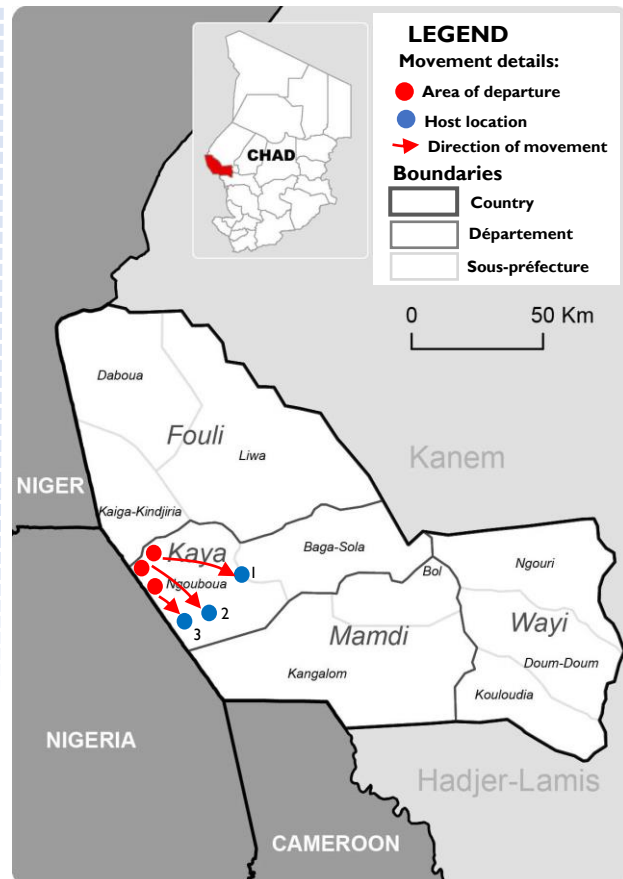 LEGEND
Movement details:
Area of departure
Host location
Direction of movement
Boundaries
Country
Département
Sous-préfecture
CHAD
0 50 Km
Daboua
Fouli
Liwa
Kanem
NIGER
Kaiga-Kindjiria
Kaya
Baga-Sola
Bol
Ngouri
Ngouboua
1
2
3
Mamdi
Wayi
Doum-Doum
Kangalom
Kouloudia
NIGERIA
Hadjer-Lamis
CAMEROON